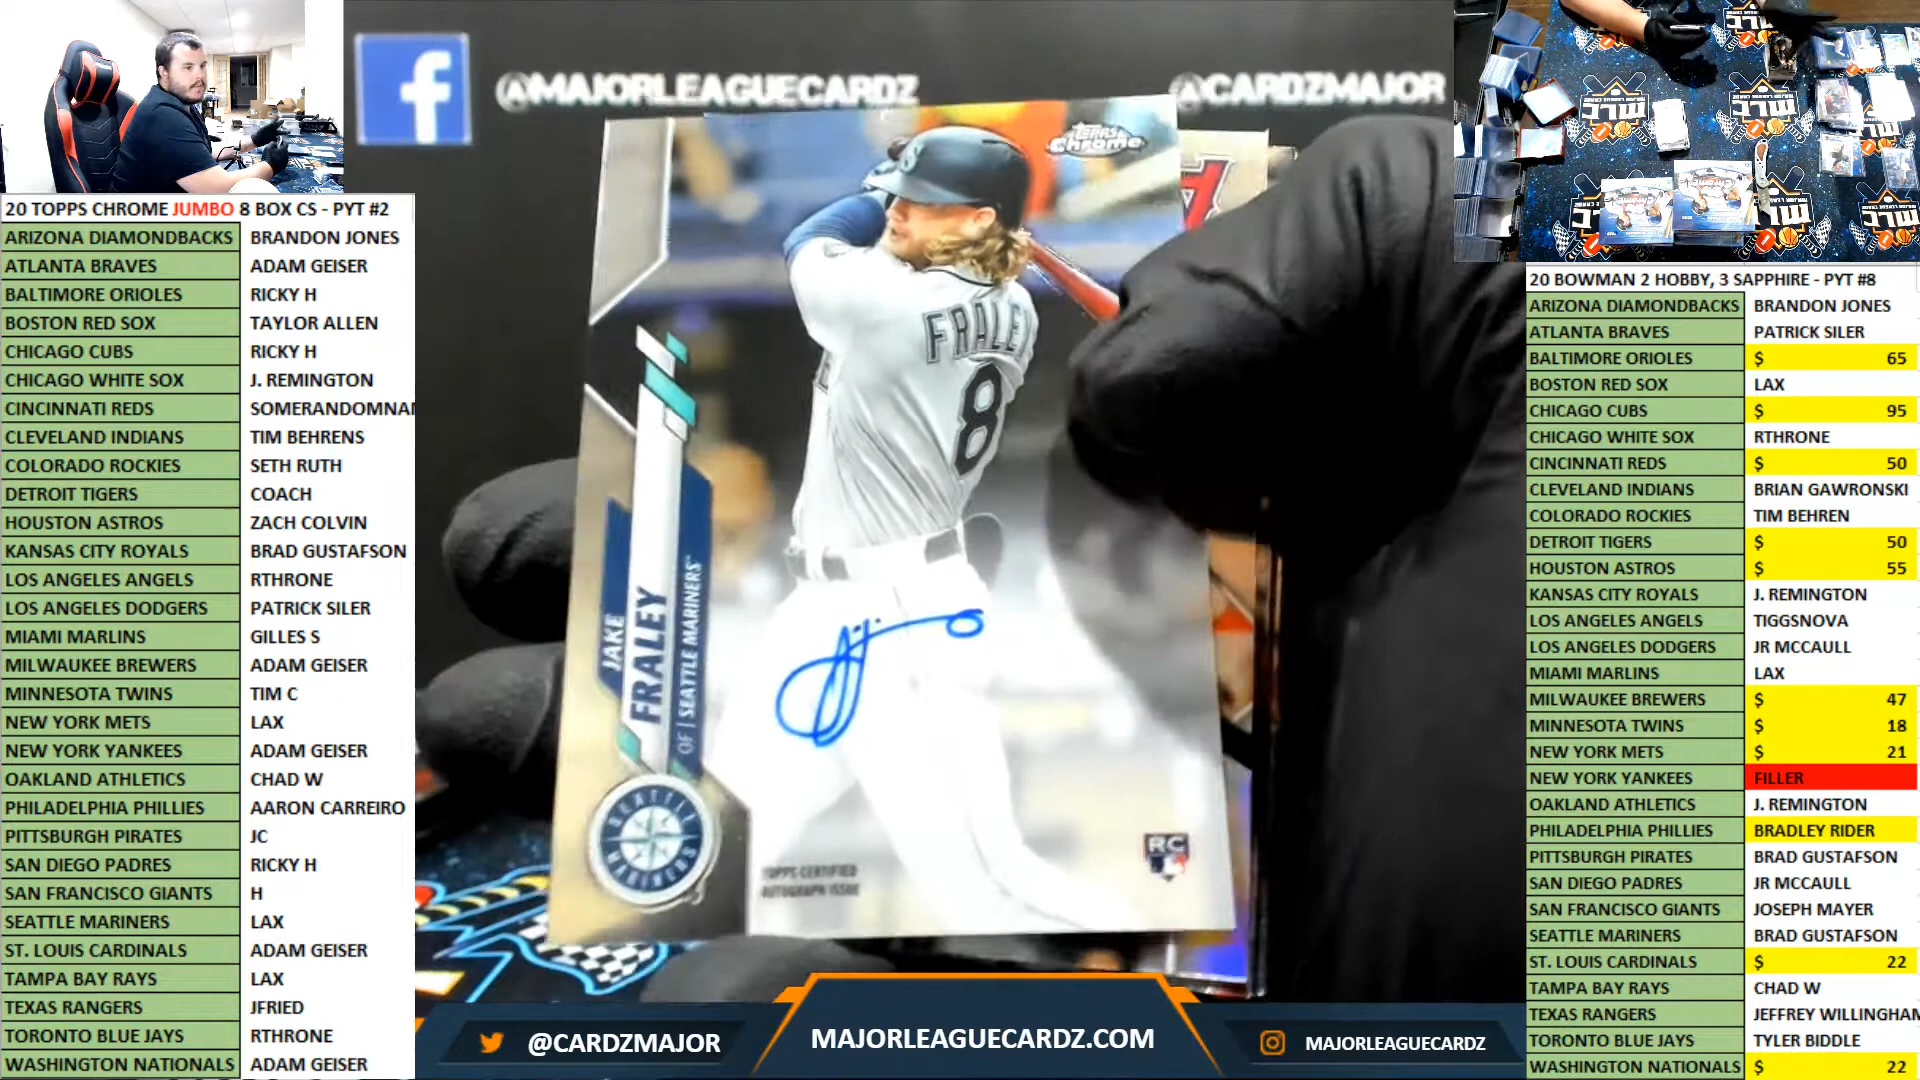 @MAJORLEAGUECARDZ
@CARDZMAJOR
20 TOPPS CHROME JUMBO 8 BOX CS - PYT #2
ARIZONA DIAMONDBACKS BRANDON JONES
ATLANTA BRAVES ADAM GEISER
BALTIMORE ORIOLES RICKY H
BOSTON RED SOX TAYLOR ALLEN
CHICAGO CUBS RICKY H
CHICAGO WHITE SOX J. REMINGTON
CINCINNATI REDS SOMERANDOMNA
CLEVELAND INDIANS TIM BEHRENS
COLORADO ROCKIES SETH RUTH
DETROIT TIGERS COACH
HOUSTON ASTROS ZACH COLVIN
KANSAS CITY ROYALS BRAD GUSTAFSON
LOS ANGELES ANGELS RTHRONE
LOS ANGELES DODGERS PATRICK SILER
MIAMI MARLINS GILLES S
MILWAUKEE BREWERS ADAM GEISER
MINNESOTA TWINS TIM C
NEW YORK METS LAX
NEW YORK YANKEES ADAM GEISER
OAKLAND ATHLETICS CHAD W
PHILADELPHIA PHILLIES AARON CARREIRO
PITTSBURGH PIRATES JC
SAN DIEGO PADRES RICKY H
SAN FRANCISCO GIANTS H
SEATTLE MARINERS LAX
ST. LOUIS CARDINALS ADAM GEISER
TAMPA BAY RAYS LAX
TEXAS RANGERS JFRIED
TORONTO BLUE JAYS RTHRONE
WASHINGTON NATIONALS ADAM GEISER
TOPPS
Chrome
FRALEY
8
JAKE
FRALEY
OF | SEATTLE MARINERS™
SEATTLE
MARINERS
TOPPS CERTIFIED
AUTOGRAPH ISSUE
RC
@CARDZMAJOR
MAJORLEAGUECARDZ.COM
MAJORLEAGUECARDZ
20 BOWMAN 2 HOBBY, 3 SAPPHIRE - PYT #8
ARIZONA DIAMONDBACKS BRANDON JONES
ATLANTA BRAVES PATRICK SILER
BALTIMORE ORIOLES $ 65
BOSTON RED SOX LAX
CHICAGO CUBS $ 95
CHICAGO WHITE SOX RTHRONE
CINCINNATI REDS $ 50
CLEVELAND INDIANS BRIAN GAWRONSKI
COLORADO ROCKIES TIM BEHREN
DETROIT TIGERS $ 50
HOUSTON ASTROS $ 55
KANSAS CITY ROYALS J. REMINGTON
LOS ANGELES ANGELS TIGGSNOVA
LOS ANGELES DODGERS JR MCCAULL
MIAMI MARLINS LAX
MILWAUKEE BREWERS $ 47
MINNESOTA TWINS $ 18
NEW YORK METS $ 21
NEW YORK YANKEES FILLER
OAKLAND ATHLETICS J. REMINGTON
PHILADELPHIA PHILLIES BRADLEY RIDER
PITTSBURGH PIRATES BRAD GUSTAFSON
SAN DIEGO PADRES JR MCCAULL
SAN FRANCISCO GIANTS JOSEPH MAYER
SEATTLE MARINERS BRAD GUSTAFSON
ST. LOUIS CARDINALS $ 22
TAMPA BAY RAYS CHAD W
TEXAS RANGERS JEFFREY WILLINGHAM
TORONTO BLUE JAYS TYLER BIDDLE
WASHINGTON NATIONALS $ 22